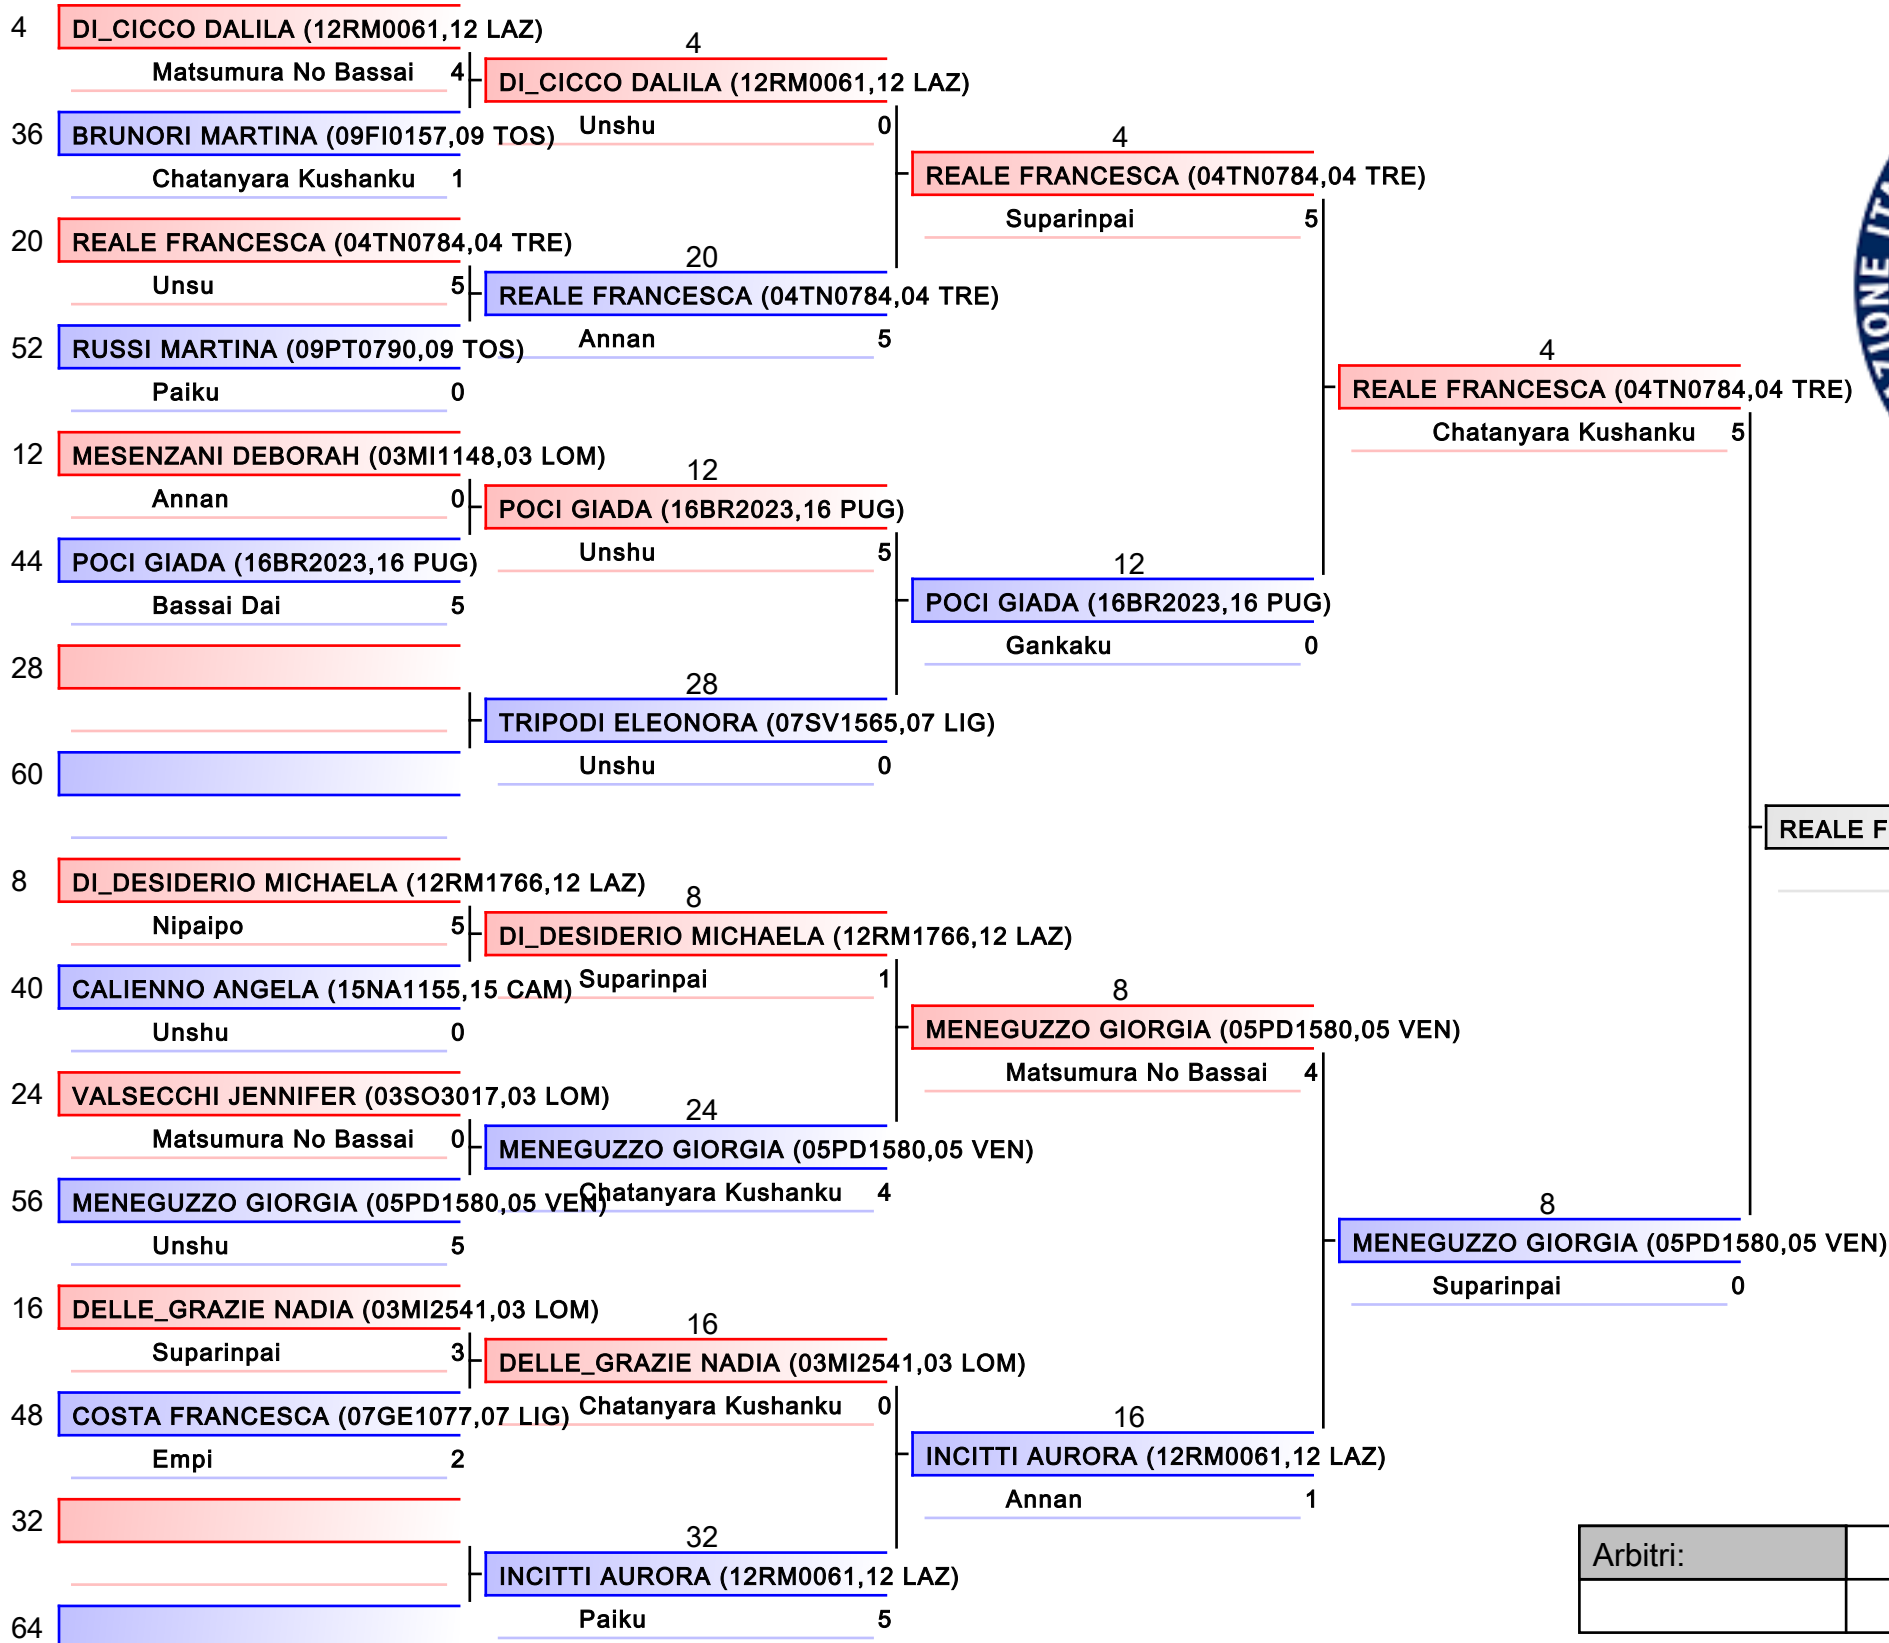 4 DI_CICCO DALILA (12RM0061,12 LAZ)
Matsumura No Bassai 4
36 BRUNORI MARTINA (09FI0157,09 TOS)
Chatanyara Kushanku 1
20 REALE FRANCESCA (04TN0784,04 TRE)
Unsu 5
52 RUSSI MARTINA (09PT0790,09 TOS)
Paiku 0
12 MESENZANI DEBORAH (03MI1148,03 LOM)
Annan 0
44 POCI GIADA (16BR2023,16 PUG)
Bassai Dai 5
28
60
8 DI_DESIDERIO MICHAELA (12RM1766,12 LAZ)
Nipaipo 5
40 CALIENNO ANGELA (15NA1155,15 CAM)
Unshu 0
24 VALSECCHI JENNIFER (03SO3017,03 LOM)
Matsumura No Bassai 0
56 MENEGUZZO GIORGIA (05PD1580,05 VEN)
Unshu 5
16 DELLE_GRAZIE NADIA (03MI2541,03 LOM)
Suparinpai 3
48 COSTA FRANCESCA (07GE1077,07 LIG)
Empi 2
32
64
4
DI_CICCO DALILA (12RM0061,12 LAZ)
Unshu 0
20
REALE FRANCESCA (04TN0784,04 TRE)
Annan 5
12
POCI GIADA (16BR2023,16 PUG)
Unshu 5
28
TRIPODI ELEONORA (07SV1565,07 LIG)
Unshu 0
8
DI_DESIDERIO MICHAELA (12RM1766,12 LAZ)
Suparinpai 1
24
MENEGUZZO GIORGIA (05PD1580,05 VEN)
Chatanyara Kushanku 4
16
DELLE_GRAZIE NADIA (03MI2541,03 LOM)
Chatanyara Kushanku 0
32
INCITTI AURORA (12RM0061,12 LAZ)
Paiku 5
4
REALE FRANCESCA (04TN0784,04 TRE)
Suparinpai 5
12
POCI GIADA (16BR2023,16 PUG)
Gankaku 0
8
MENEGUZZO GIORGIA (05PD1580,05 VEN)
Matsumura No Bassai 4
16
INCITTI AURORA (12RM0061,12 LAZ)
Annan 1
4
REALE FRANCESCA (04TN0784,04 TRE)
Chatanyara Kushanku 5
8
MENEGUZZO GIORGIA (05PD1580,05 VEN)
Suparinpai 0
REALE F
Arbitri: